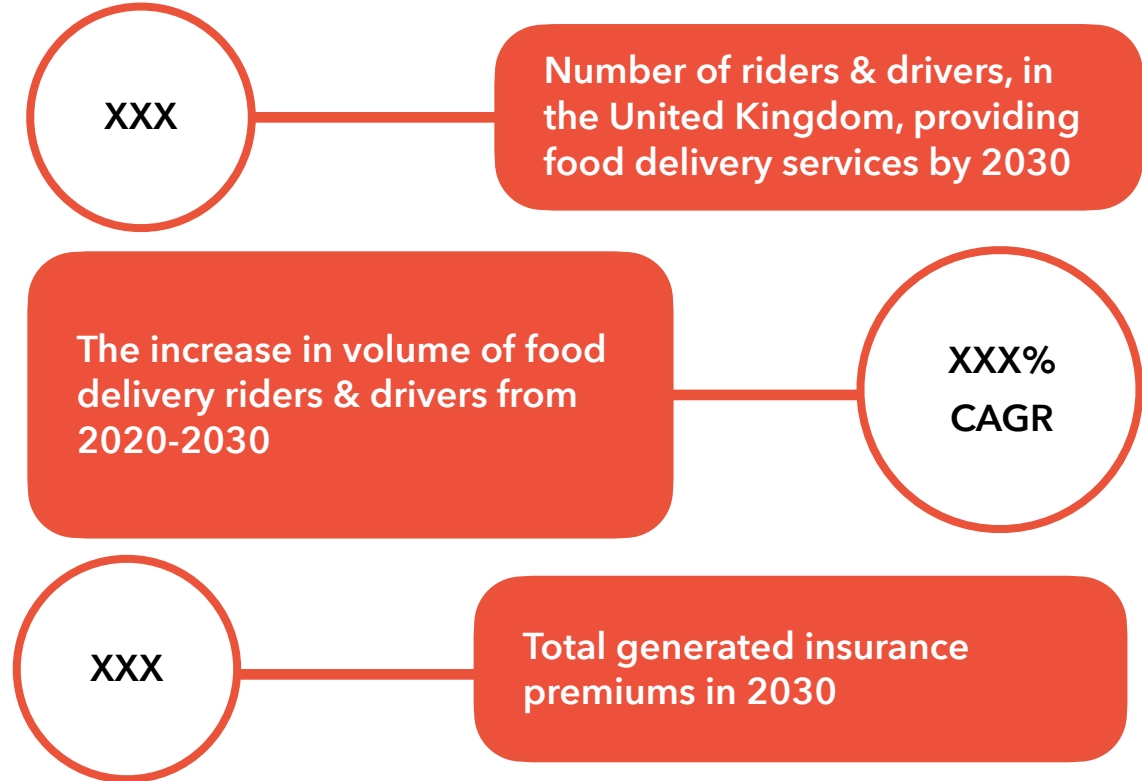 XXX
Number of riders & drivers, in
the United Kingdom, providing
food delivery services by 2030
The increase in volume of food
delivery riders & drivers from
2020-2030
XXX%
CAGR
XXX
Total generated insurance
premiums in 2030